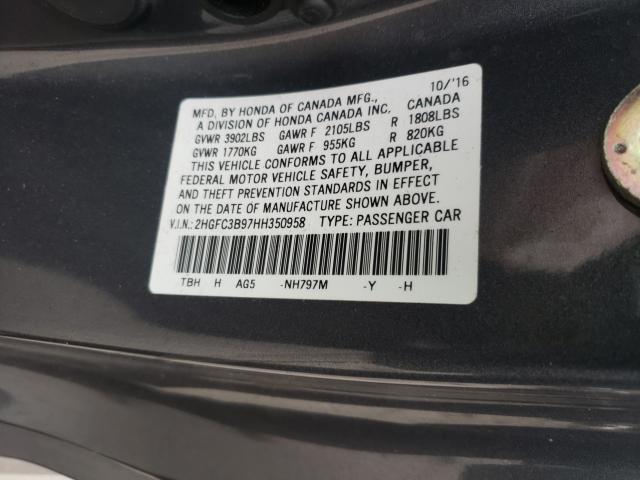 10/'16
MFD, BY HONDA OF CANADA MFG., CANADA
A DIVISION OF HONDA CANADA INC,
GVWR 3902LBS GAWR F 2105LBS R 1808LBS
GVWR 1770KG GAWR F 955KG R 820KG
THIS VEHICLE CONFORMS TO ALL APPLICABLE
FEDERAL MOTOR VEHICLE SAFETY, BUMPER,
AND THEFT PREVENTION STANDARDS IN EFFECT
ON THE DATE OF MANUFACTURE SHOWN ABOVE.
V.I.N.:2HGFC3B97HH350958 TYPE: PASSENGER CAR
TBH H AG5 -NH797M -Y -H